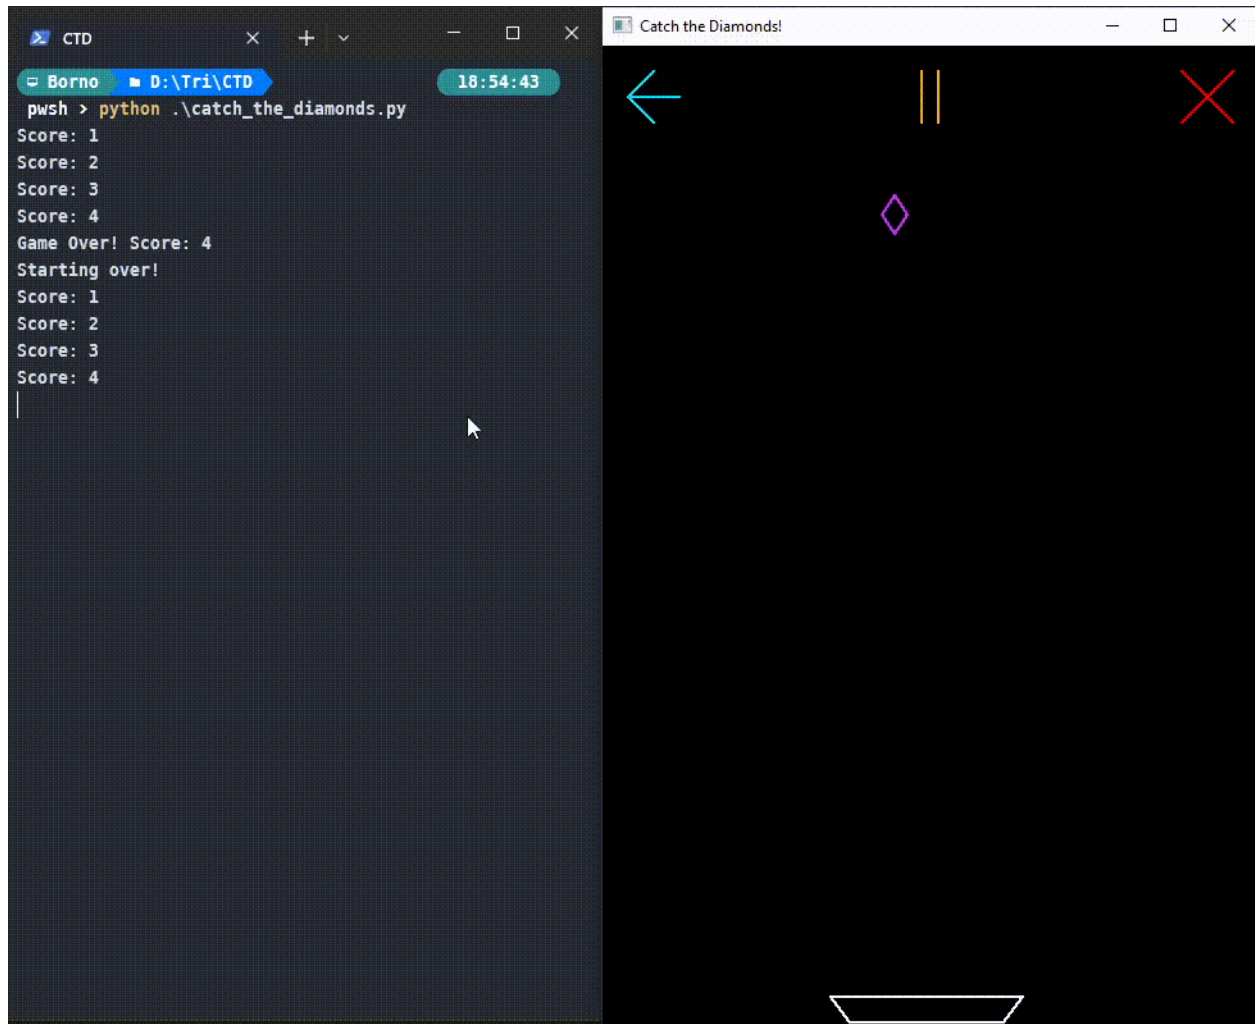 CTD
Borno D:\Tri\CTD 18:54:43
pwsh > python .\catch_the_diamonds.py
Score: 1
Score: 2
Score: 3
Score: 4
Game Over! Score: 4
Starting over!
Score: 1
Score: 2
Score: 3
Score: 4
Catch the Diamonds!